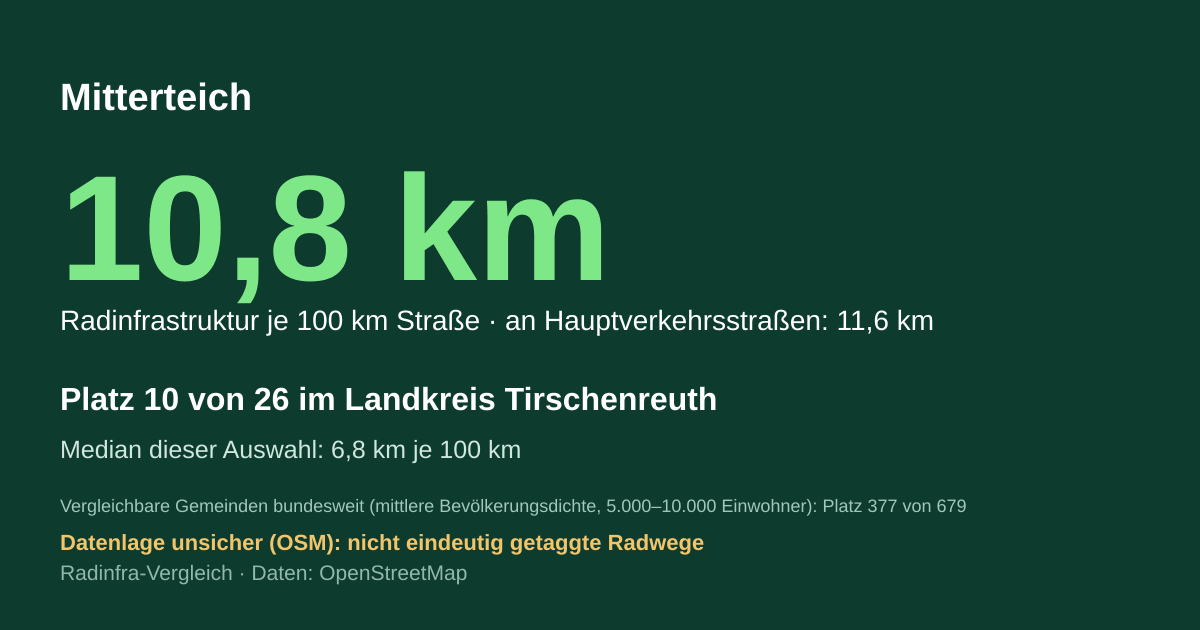 Mitterteich
10,8 km
Radinfrastruktur je 100 km Straße · an Hauptverkehrsstraßen: 11,6 km
Platz 10 von 26 im Landkreis Tirschenreuth
Median dieser Auswahl: 6,8 km je 100 km
Vergleichbare Gemeinden bundesweit (mittlere Bevölkerungsdichte, 5.000–10.000 Einwohner): Platz 377 von 679
Datenlage unsicher (OSM): nicht eindeutig getaggte Radwege
Radinfra-Vergleich · Daten: OpenStreetMap